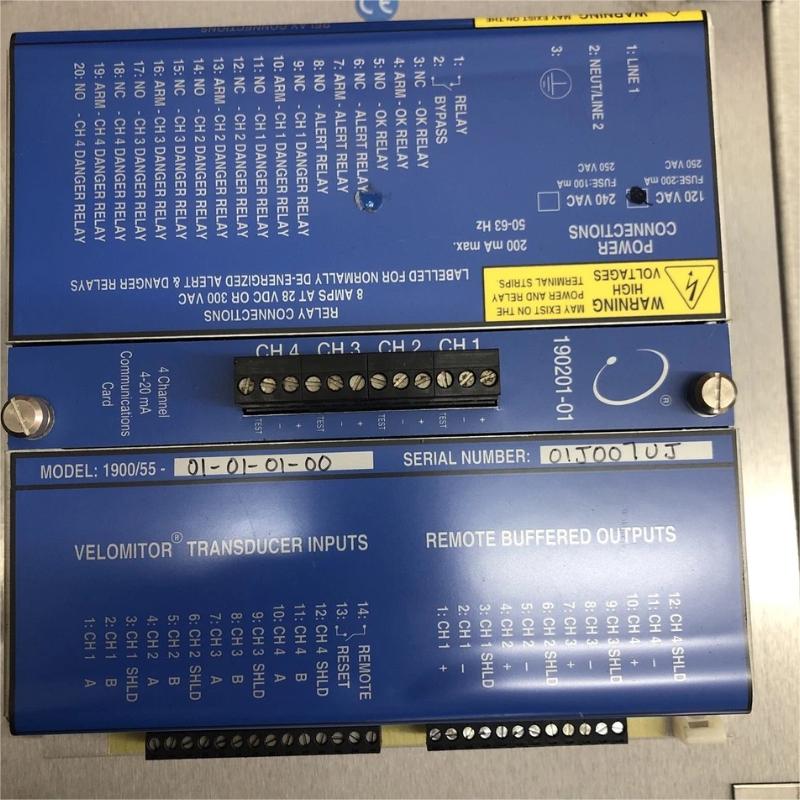 RELAY CONNECTIONS
WARNING
MAY EXIST ON THE
1: LINE 1
2: NEUT/LINE 2
3:
120 VAC
FUSE:200 mA
250 VAC
240 VAC
FUSE:100 mA
250 VAC
POWER
CONNECTIONS
200 mA max.
50-63 Hz
WARNING
HIGH
VOLTAGES
MAY EXIST ON THE
POWER AND RELAY
TERMINAL STRIPS.
1: RELAY
2: BYPASS
3: NC - OK RELAY
4: ARM - OK RELAY
5: NO - OK RELAY
6: NC - ALERT RELAY
7: ARM - ALERT RELAY
8: NO - ALERT RELAY
9: NC - CH 1 DANGER RELAY
10: ARM - CH 1 DANGER RELAY
11: NO - CH 1 DANGER RELAY
12: NC - CH 2 DANGER RELAY
13: ARM - CH 2 DANGER RELAY
14: NO - CH 2 DANGER RELAY
15: NC - CH 3 DANGER RELAY
16: ARM - CH 3 DANGER RELAY
17: NO - CH 3 DANGER RELAY
18: NC - CH 4 DANGER RELAY
19: ARM - CH 4 DANGER RELAY
20: NO - CH 4 DANGER RELAY
RELAY CONNECTIONS
8 AMPS AT 28 VDC OR 300 VAC
LABELLED FOR NORMALLY DE-ENERGIZED ALERT & DANGER RELAYS
4 Channel
4-20 mA
Communications
Card
CH 4 CH 3 CH 2 CH 1
TEST - + TEST - + TEST - + TEST - +
190201-01
®
MODEL: 1900/55 - 01-01-01-00
SERIAL NUMBER: 01J007UJ
VELOMITOR® TRANSDUCER INPUTS
1: CH 1 A
2: CH 1 B
3: CH 1 SHLD
4: CH 2 A
5: CH 2 B
6: CH 2 SHLD
7: CH 3 A
8: CH 3 B
9: CH 3 SHLD
10: CH 4 A
11: CH 4 B
12: CH 4 SHLD
13: RESET
14: REMOTE
REMOTE BUFFERED OUTPUTS
1: CH 1 +
2: CH 1 -
3: CH 1 SHLD
4: CH 2 +
5: CH 2 -
6: CH 2 SHLD
7: CH 3 +
8: CH 3 -
9: CH 3 SHLD
10: CH 4 +
11: CH 4 -
12: CH 4 SHLD